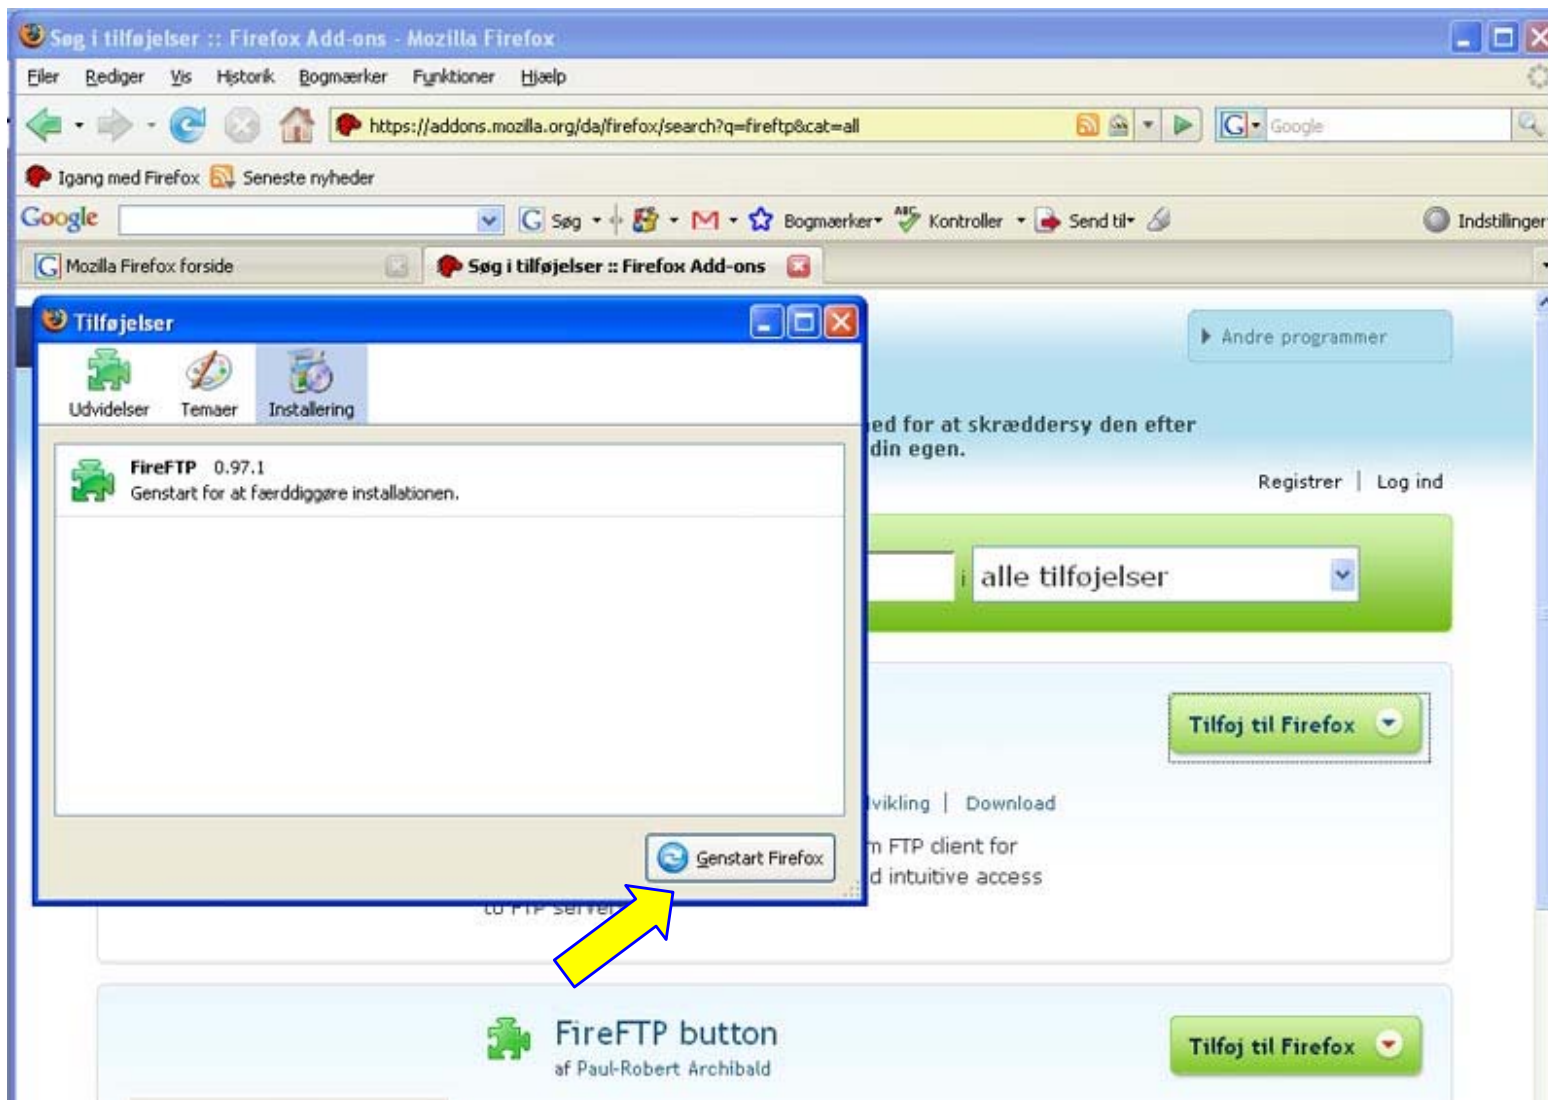 Søg i tilføjelser :: Firefox Add-ons - Mozilla Firefox
Filer Rediger Vis Historik Bogmærker Funktioner Hjælp
https://addons.mozilla.org/da/firefox/search?q=fireftp&cat=all
G Google
Igang med Firefox Seneste nyheder
Google G Søg Bogmærker ABC Kontroller Send til Indstillinger
G Mozilla Firefox forside Søg i tilføjelser :: Firefox Add-ons
Tilføjelser
Udvidelser Temaer Installering
FireFTP 0.97.1
Genstart for at færddiggøre installationen.
Genstart Firefox
Andre programmer
ed for at skræddersy den efter
din egen.
Registrer | Log ind
i alle tilføjelser
Tilføj til Firefox
vikling | Download
FTP client for
d intuitive access
to FTP server
FireFTP button
af Paul-Robert Archibald
Tilføj til Firefox